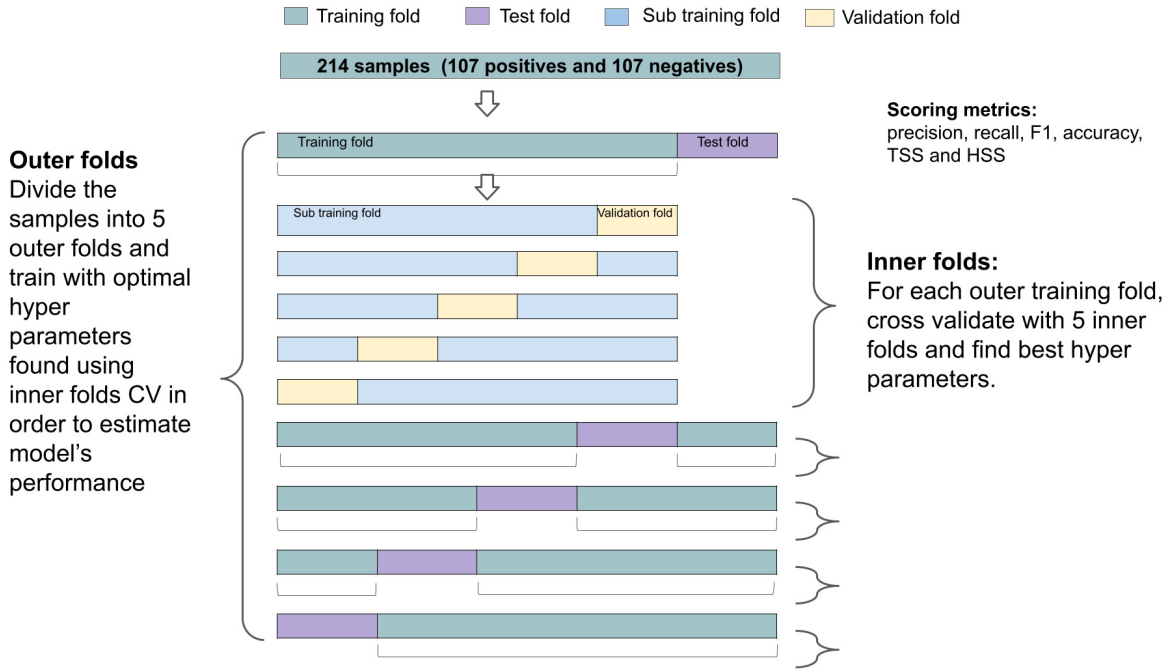 Training fold
Test fold
Sub training fold
Validation fold
214 samples (107 positives and 107 negatives)
Scoring metrics:
precision, recall, F1, accuracy,
TSS and HSS
Training fold
Test fold
Outer folds
Divide the
samples into 5
outer folds and
train with optimal
hyper
parameters
found using
inner folds CV in
order to estimate
model's
performance
Sub training fold
Validation fold
Inner folds:
For each outer training fold,
cross validate with 5 inner
folds and find best hyper
parameters.